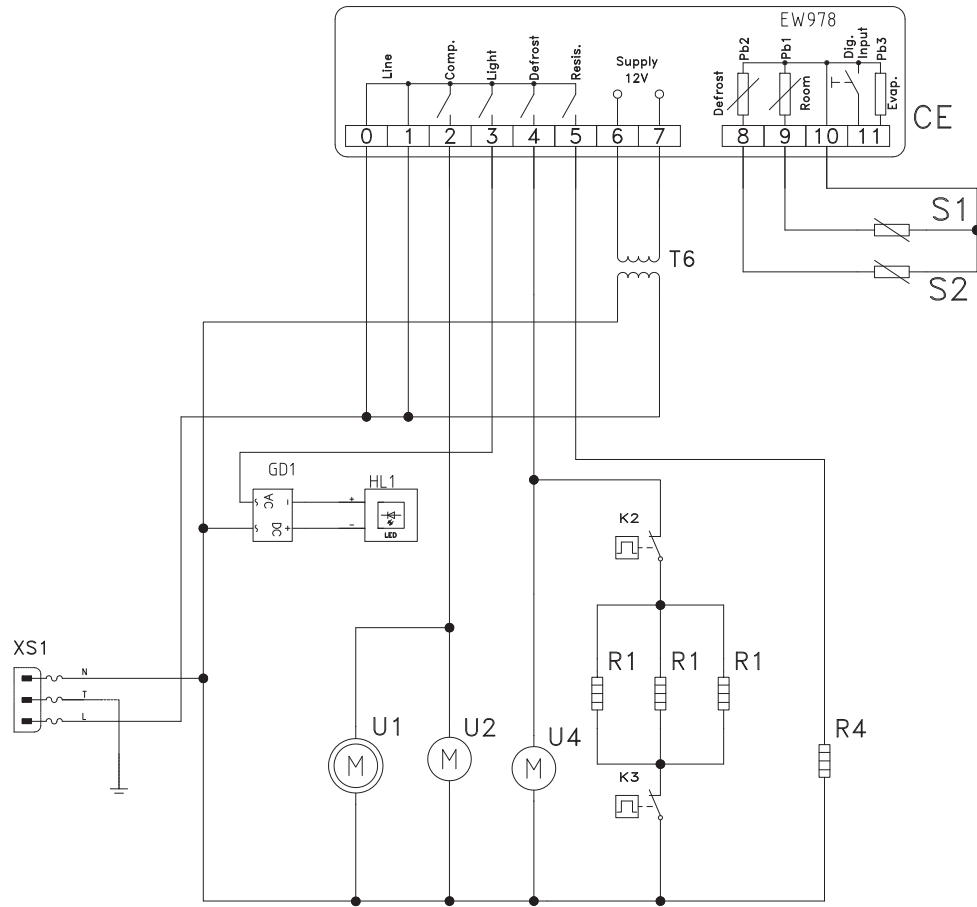 EW978
Line
Comp.
Light
Defrost
Resis.
Supply
12V
Defrost
Pb2
Pb1
Room
Dig.
Input
Pb3
Evap.
CE
0 1 2 3 4 5 6 7 8 9 10 11
S1
S2
T6
GD1
AC
DC
~
~
-
+
HL1
+
-
LED
K2
XS1
N
T
L
R1 R1 R1
U1
U2
U4
R4
M
M
M
K3